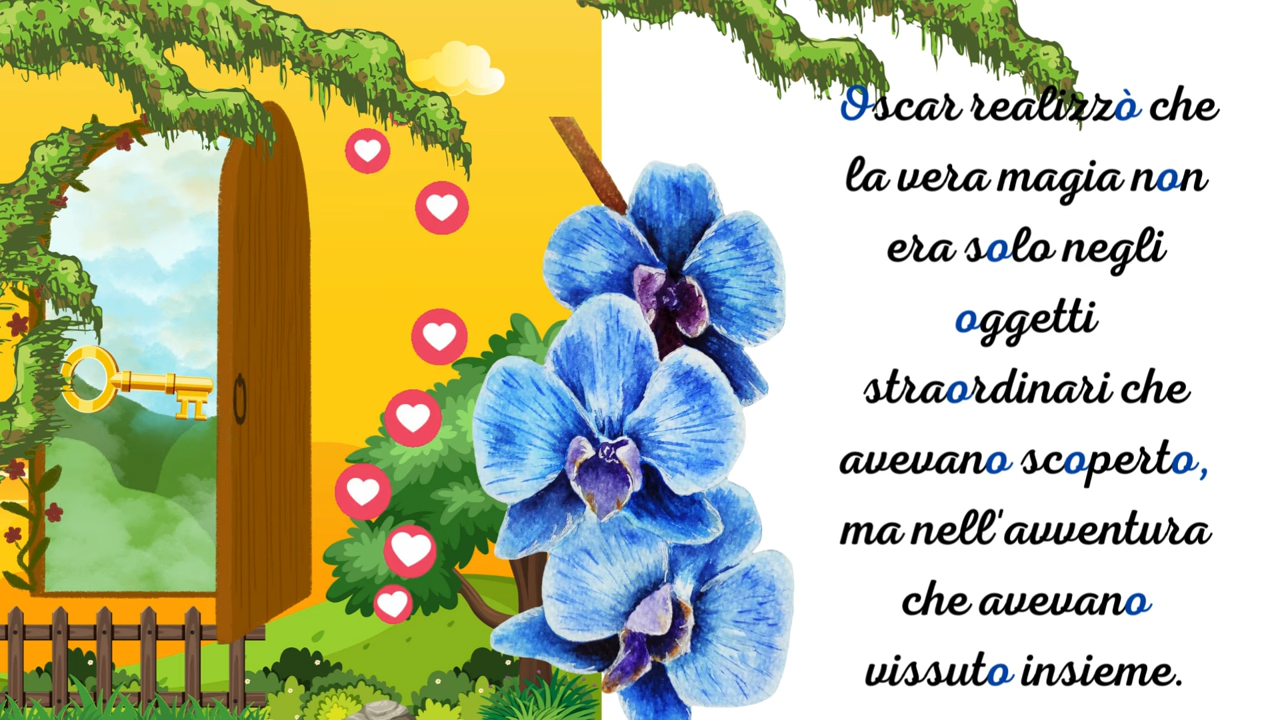 Oscar realizzò che
la vera magia non
era solo negli
oggetti
straordinari che
avevano scoperto,
ma nell'avventura
che avevano
vissuto insieme.